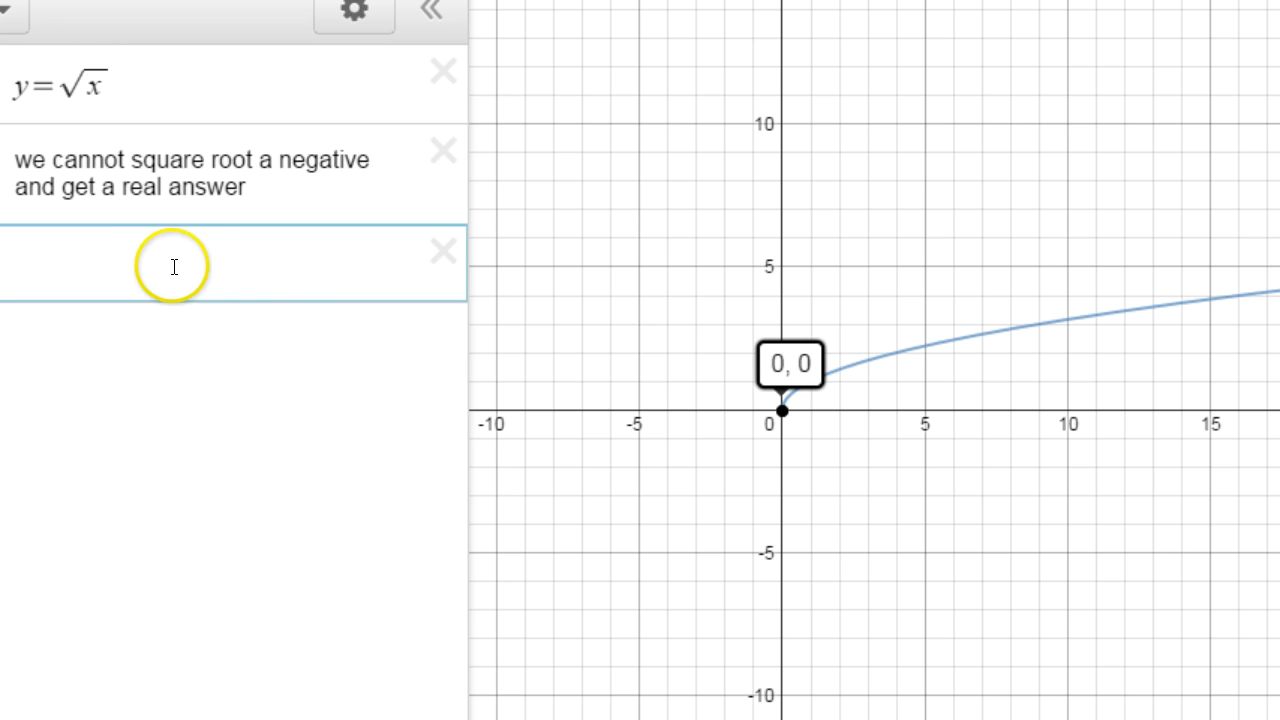 y=√x
we cannot square root a negative
and get a real answer
10
5
0, 0
-10 -5 0 5 10 15
-5
-10